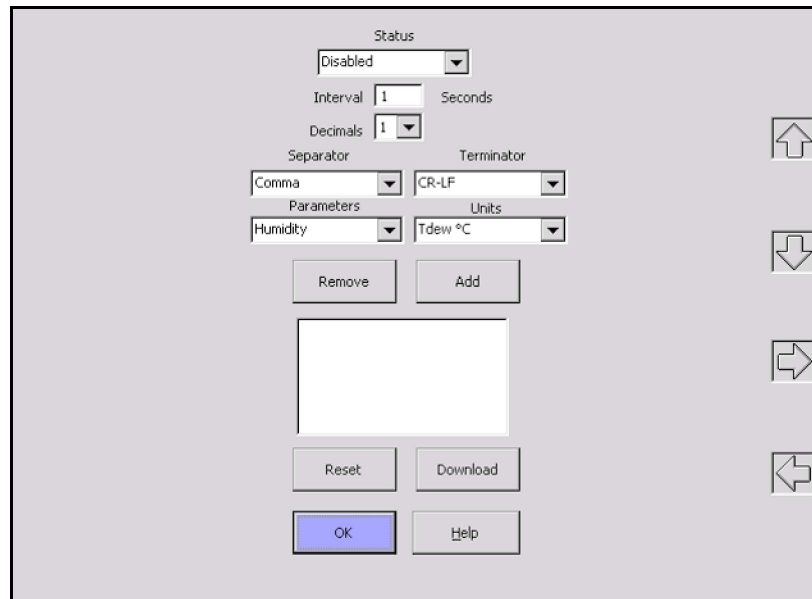 Status
Disabled
Interval 1 Seconds
Decimals 1
Separator Terminator
Comma CR-LF
Parameters Units
Humidity Tdew °C
Remove Add
Reset Download
OK Help